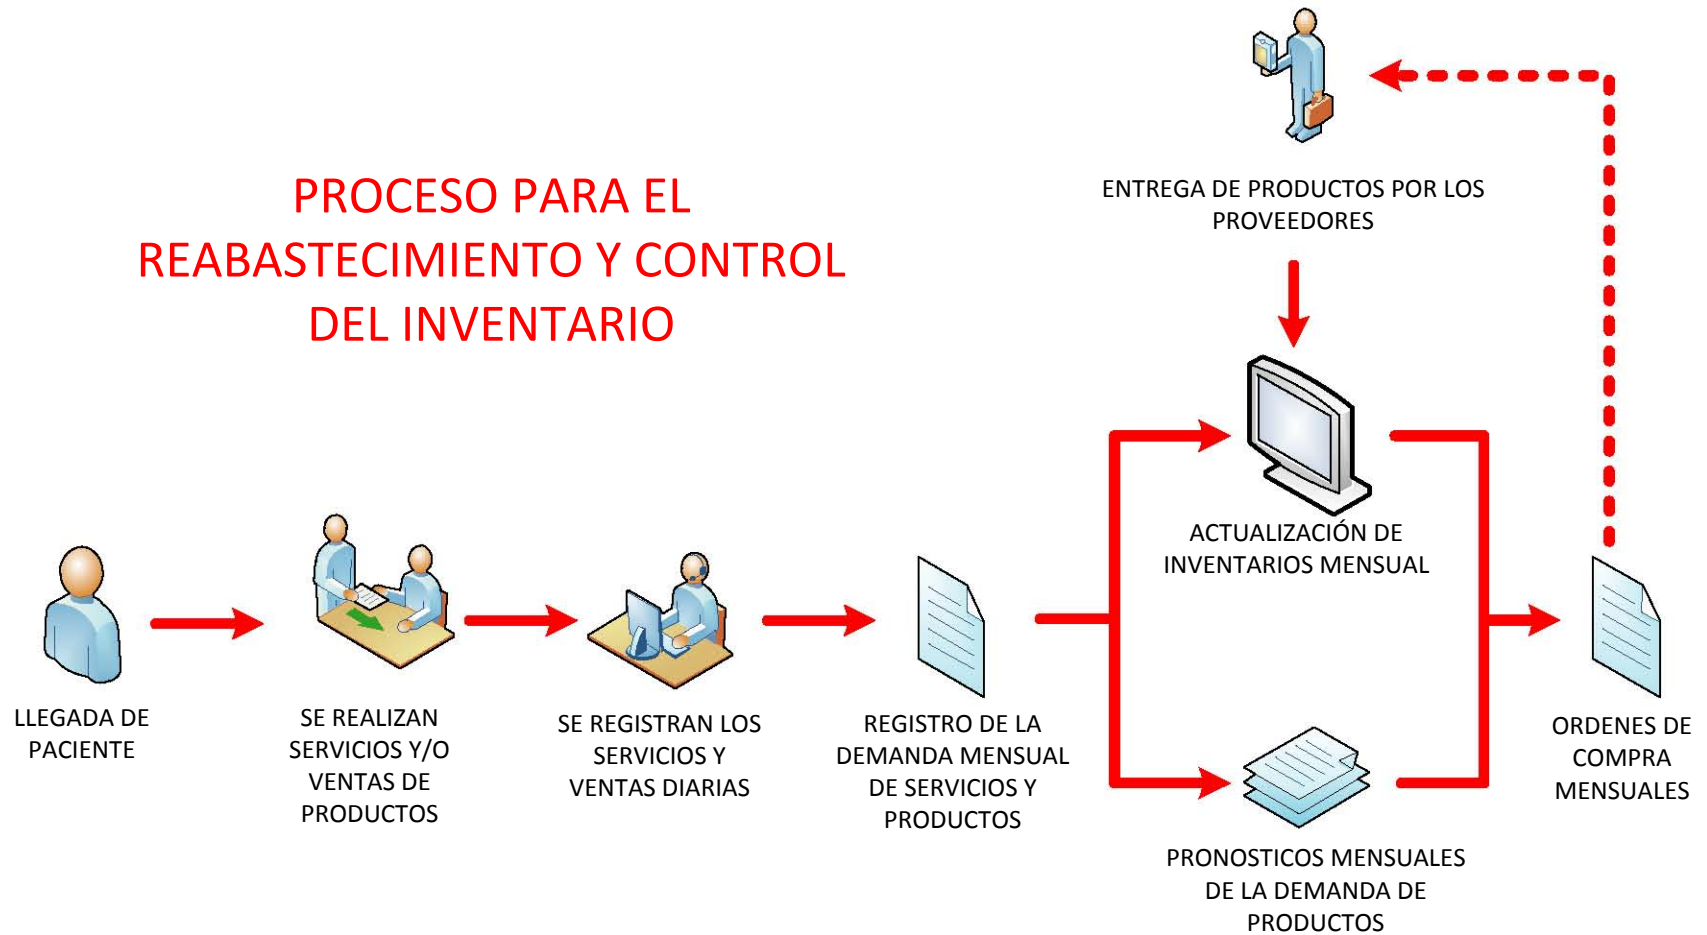 PROCESO PARA EL
REABASTECIMIENTO Y CONTROL
DEL INVENTARIO
ENTREGA DE PRODUCTOS POR LOS
PROVEEDORES
ACTUALIZACIÓN DE
INVENTARIOS MENSUAL
LLEGADA DE
PACIENTE
SE REALIZAN
SERVICIOS Y/O
VENTAS DE
PRODUCTOS
SE REGISTRAN LOS
SERVICIOS Y
VENTAS DIARIAS
REGISTRO DE LA
DEMANDA MENSUAL
DE SERVICIOS Y
PRODUCTOS
PRONOSTICOS MENSUALES
DE LA DEMANDA DE
PRODUCTOS
ORDENES DE
COMPRA
MENSUALES